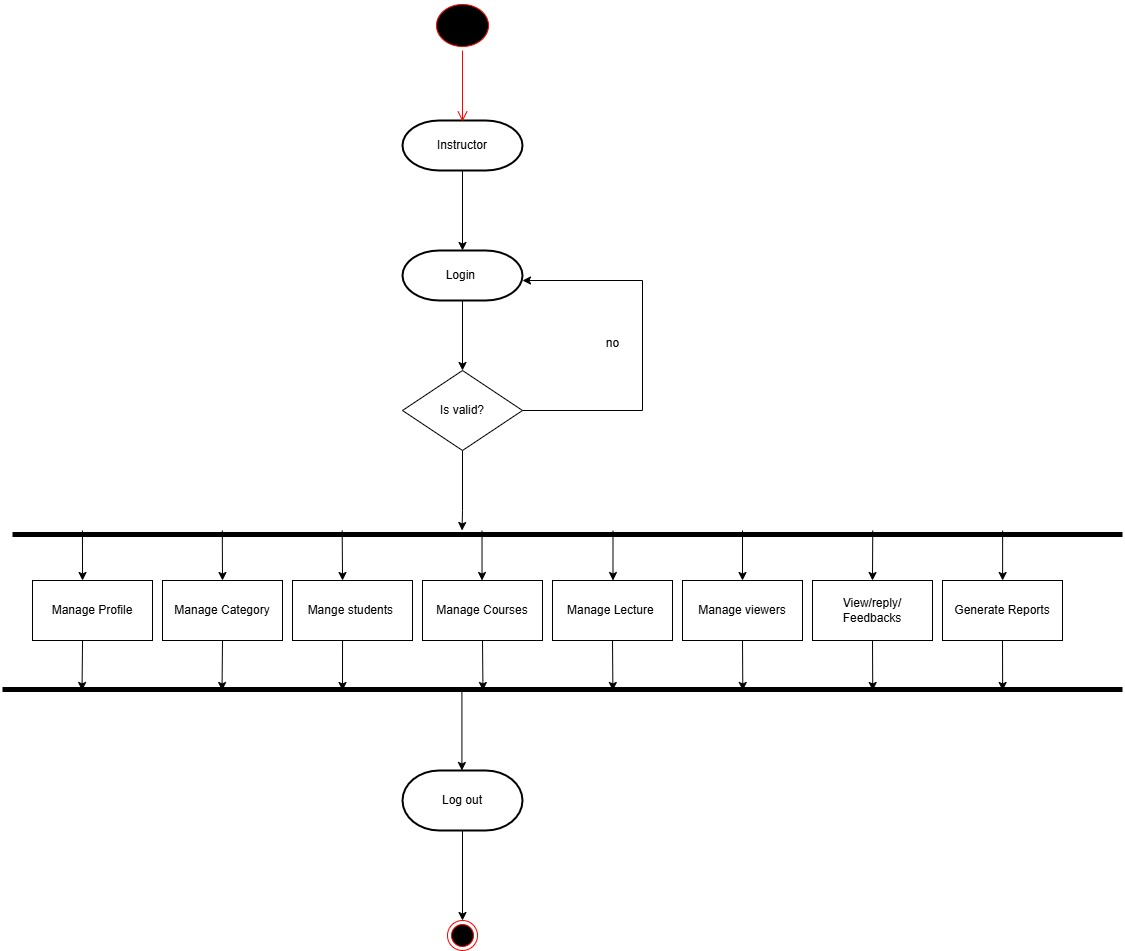 Instructor
Login
no
Is valid?
Manage Profile
Manage Category
Mange students
Manage Courses
Manage Lecture
Manage viewers
View/reply/
Feedbacks
Generate Reports
Log out